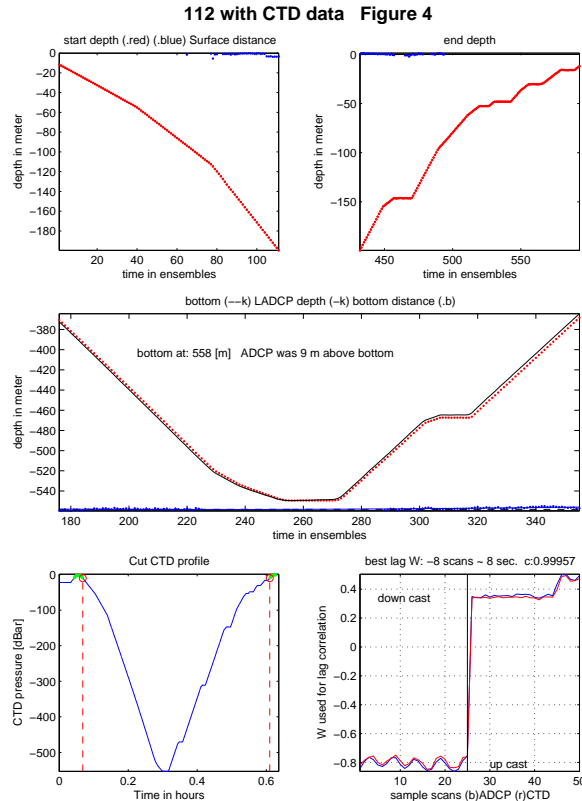 112 with CTD data   Figure 4
start depth (.red) (.blue) Surface distance
0
−20
−40
−60
−80
−100
−120
−140
−160
−180
depth in meter
20 40 60 80 100
time in ensembles
end depth
0
−50
−100
−150
depth in meter
450 500 550
time in ensembles
bottom (−−k) LADCP depth (−k) bottom distance (.b)
−380
−400
−420
−440
−460
−480
−500
−520
−540
depth in meter
bottom at: 558 [m]   ADCP was 9 m above bottom
180 200 220 240 260 280 300 320 340
time in ensembles
Cut CTD profile
0
−100
−200
−300
−400
−500
CTD pressure [dBar]
0 0.2 0.4 0.6
Time in hours
best lag W: −8 scans ~ 8 sec.  c:0.99957
0.4
0.2
0
−0.2
−0.4
−0.6
−0.8
W used for lag correlation
down cast
up cast
10 20 30 40 50
sample scans (b)ADCP (r)CTD